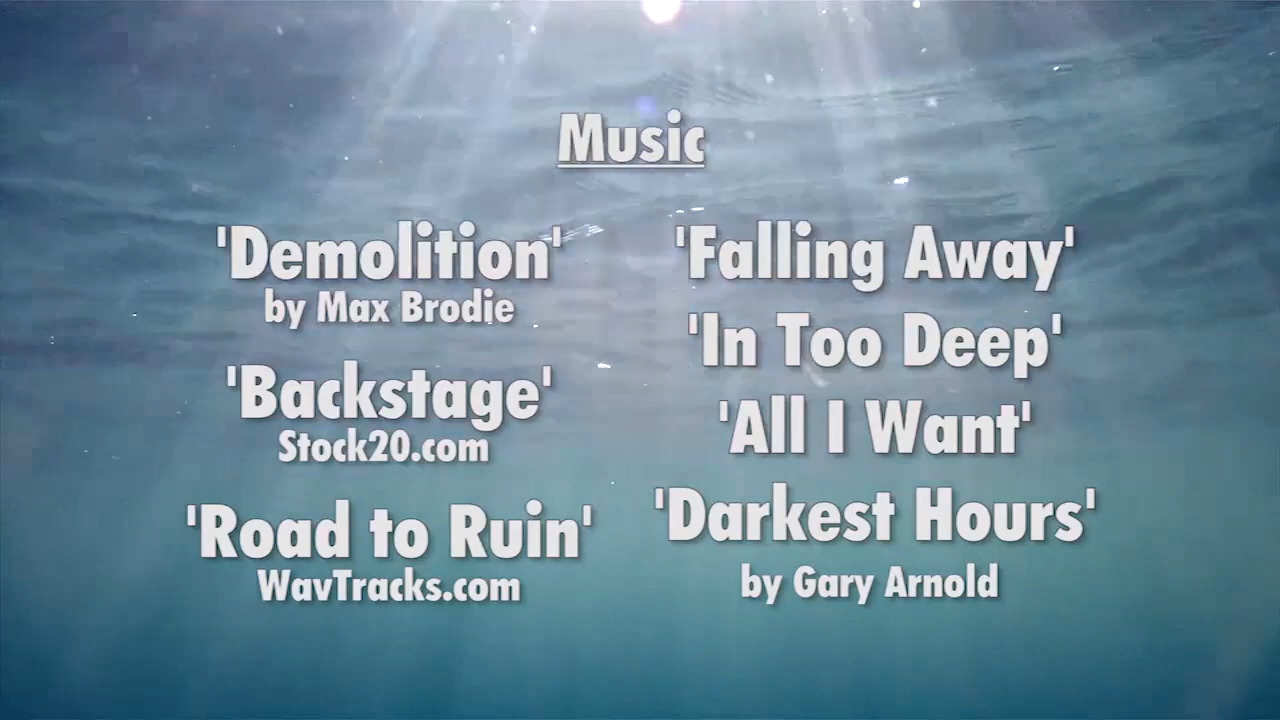 Music
'Demolition'
by Max Brodie
'Backstage'
Stock20.com
'Road to Ruin'
WavTracks.com
'Falling Away'
'In Too Deep'
'All I Want'
'Darkest Hours'
by Gary Arnold